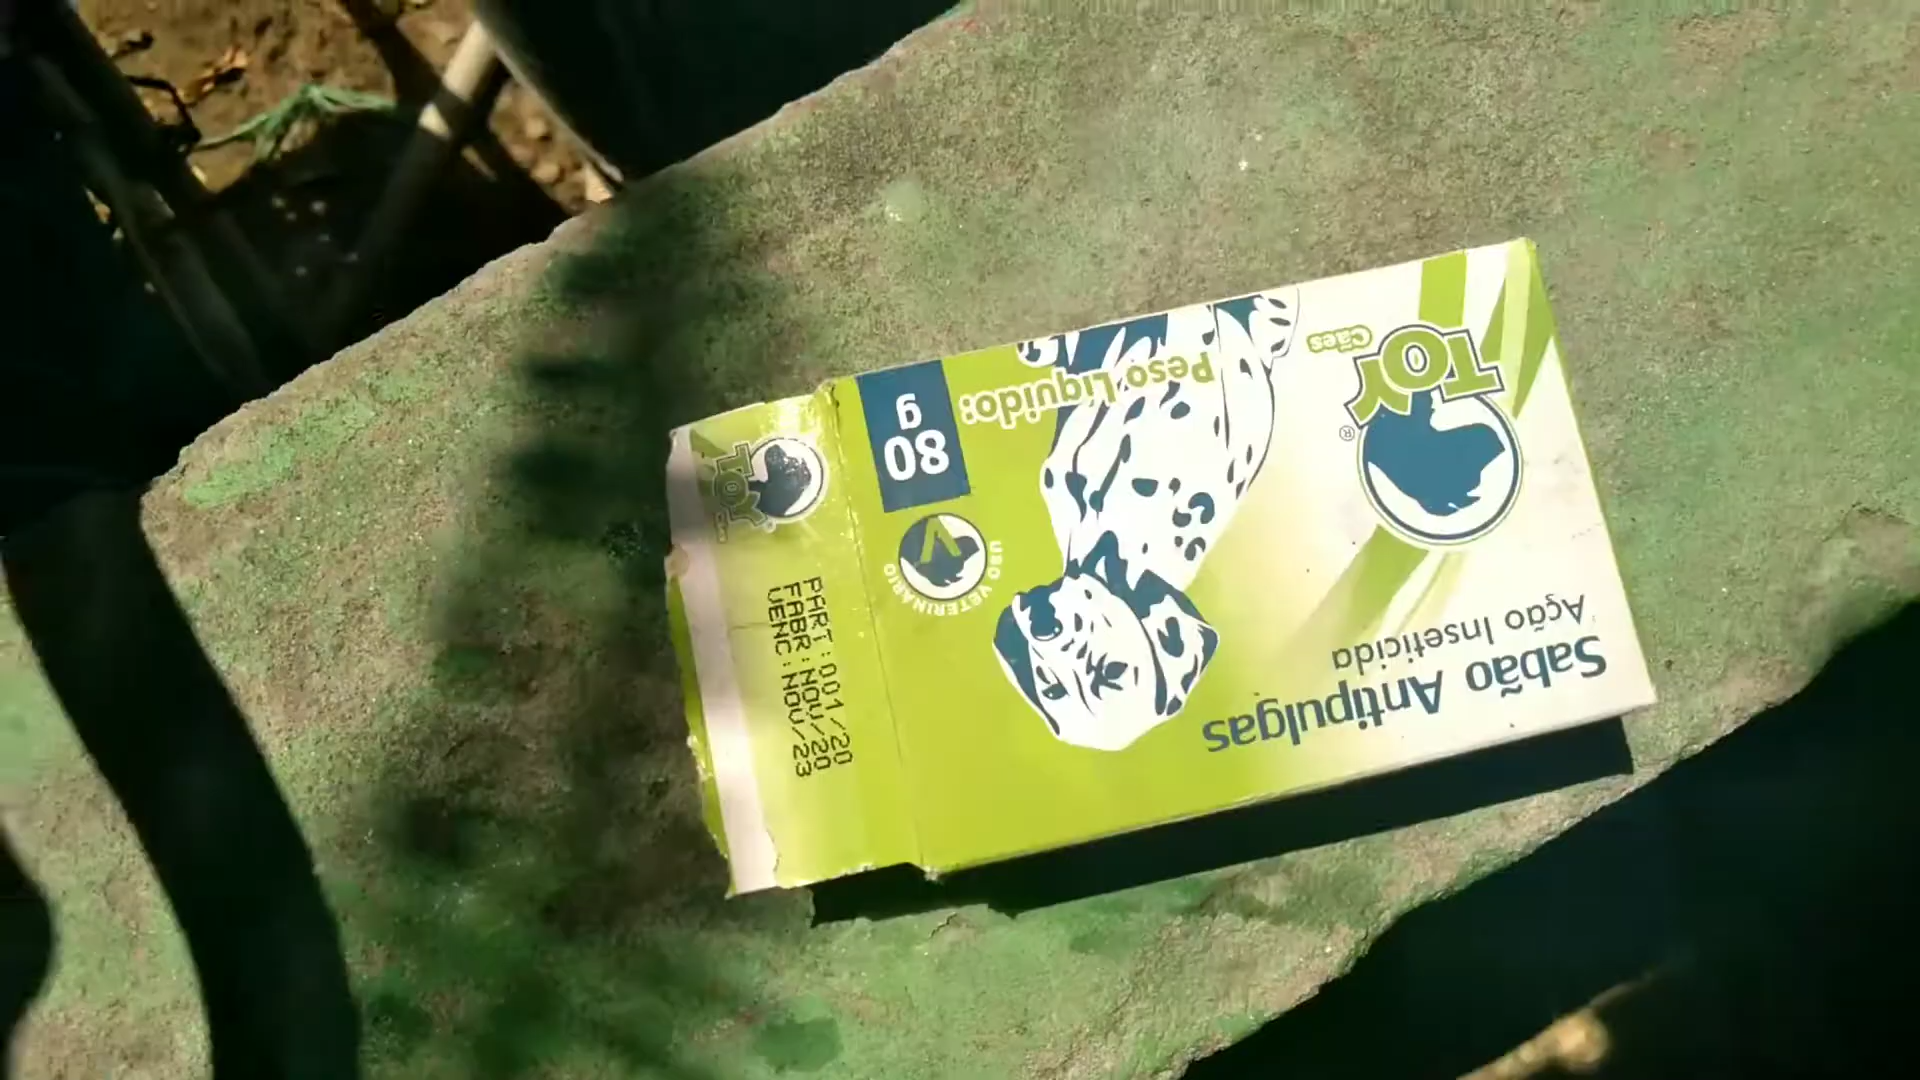 TOY
Cães
®
Sabão Antipulgas
Ação Inseticida
Peso Líquido:
80
g
USO VETERINÁRIO
TOY
PART:001/20
FABR:NOV/20
VENC:NOV/23